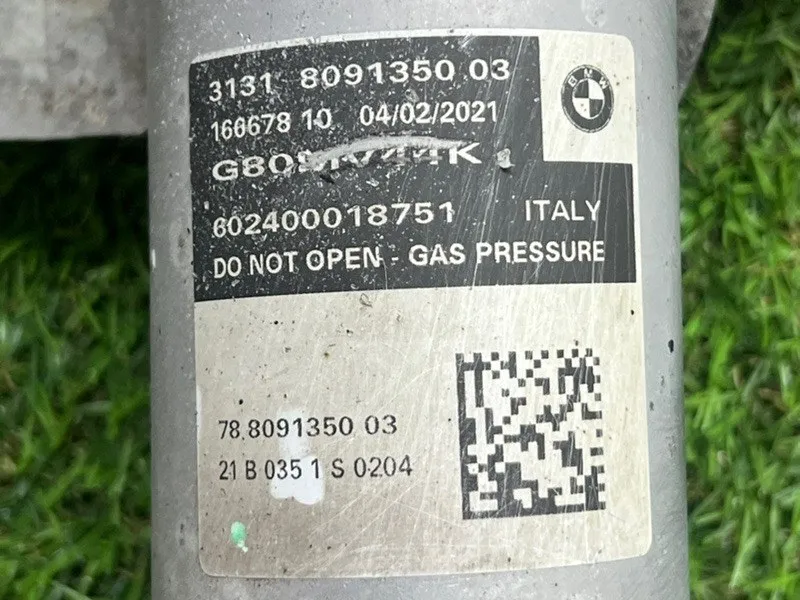 3131 8091350 03
BMW
166678 10 04/02/2021
602400018751 ITALY
DO NOT OPEN - GAS PRESSURE
78.8091350 03
21 B 035 1 S 0204